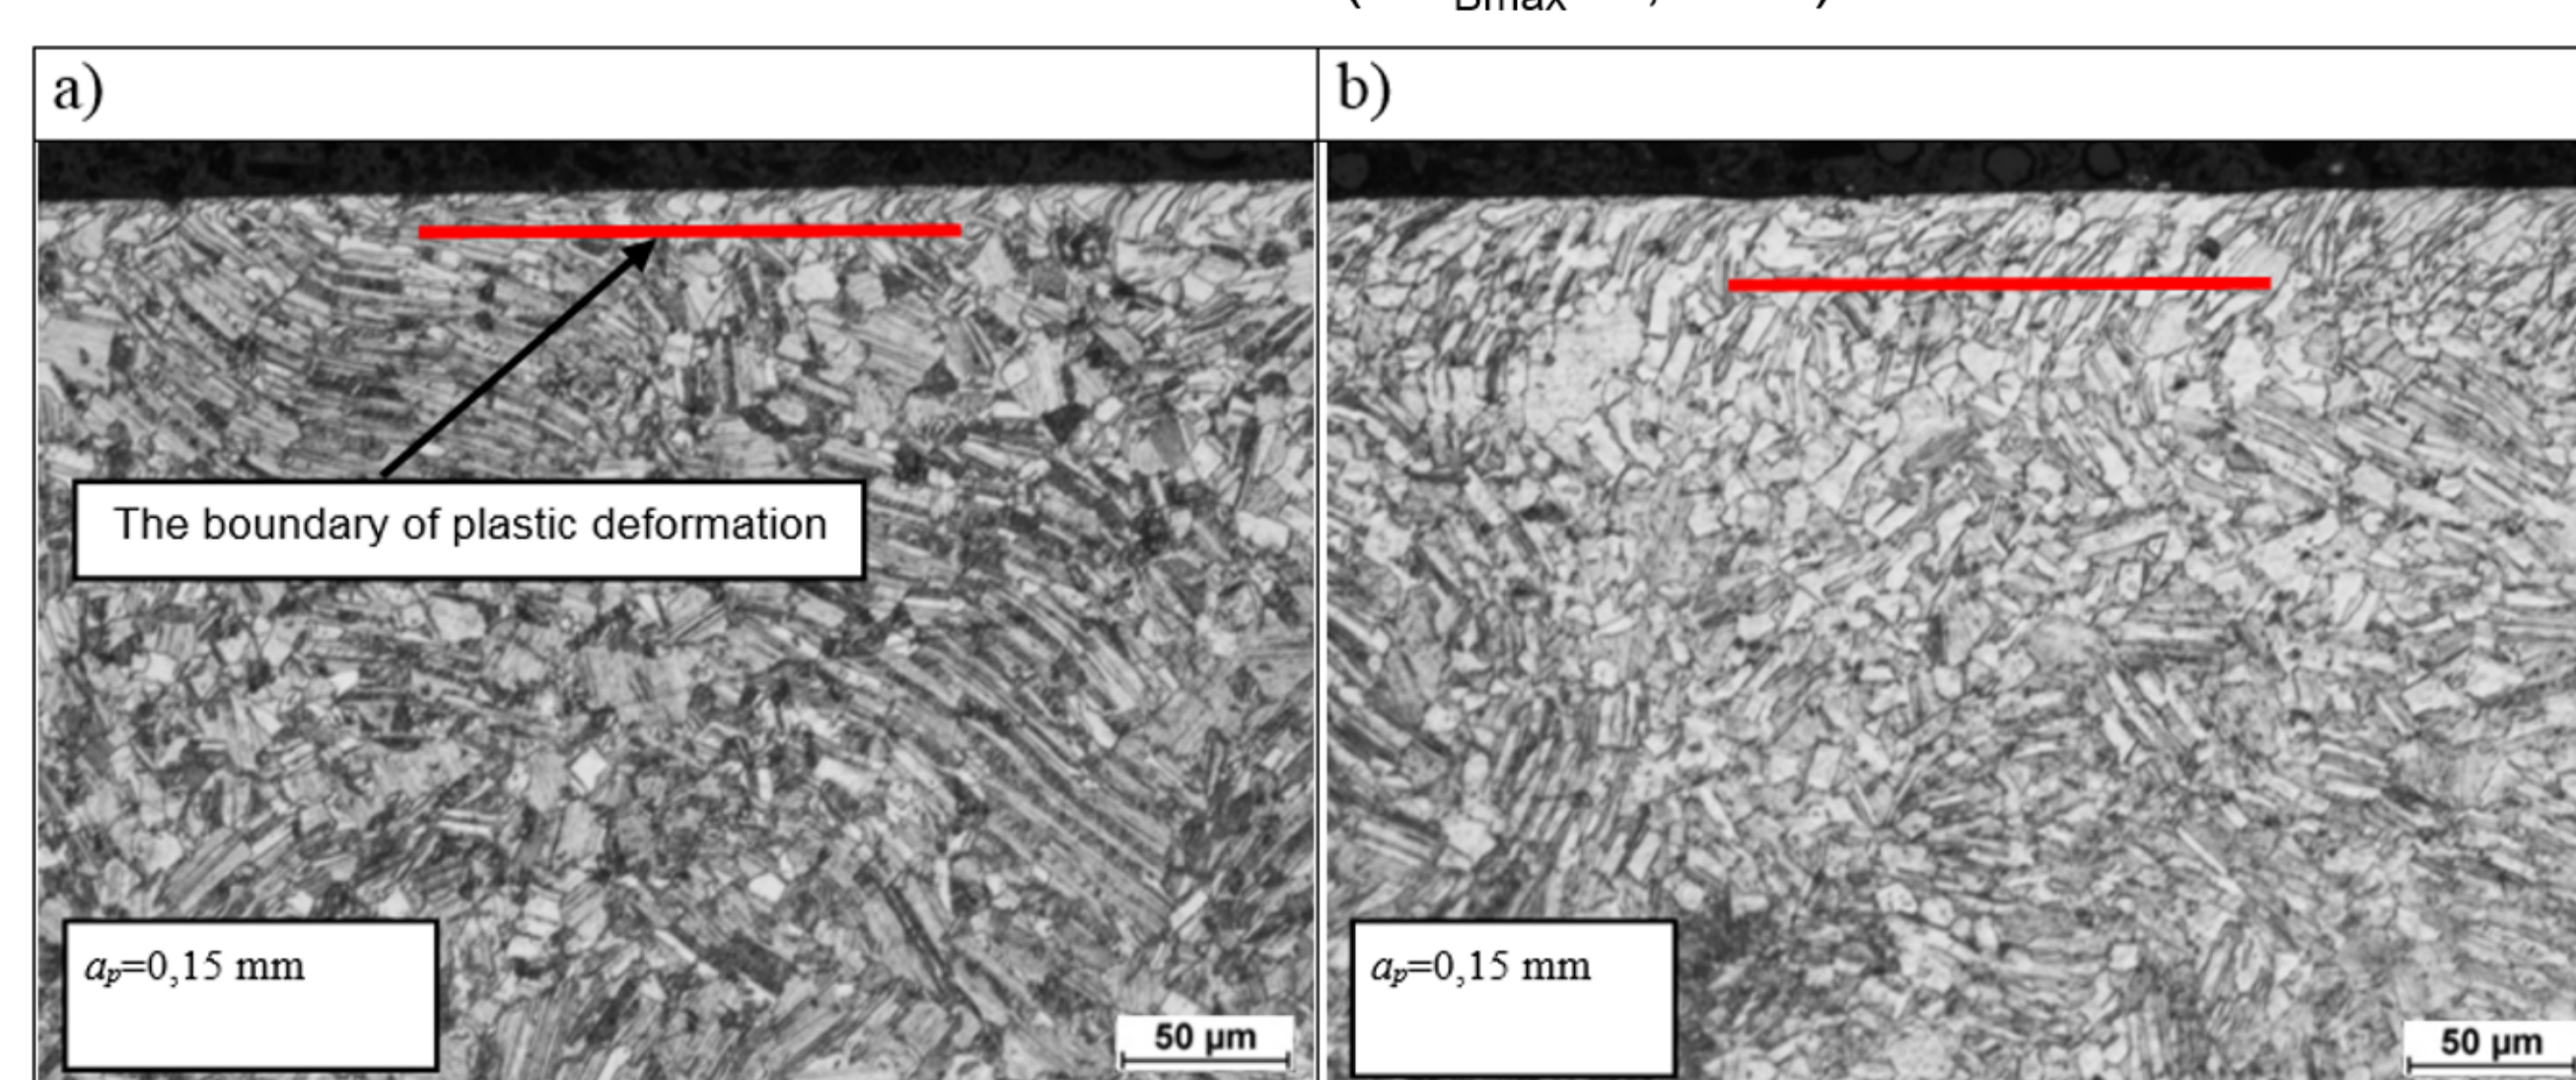 a)
b)
The boundary of plastic deformation
aₚ=0,15 mm
50 µm
aₚ=0,15 mm
50 µm